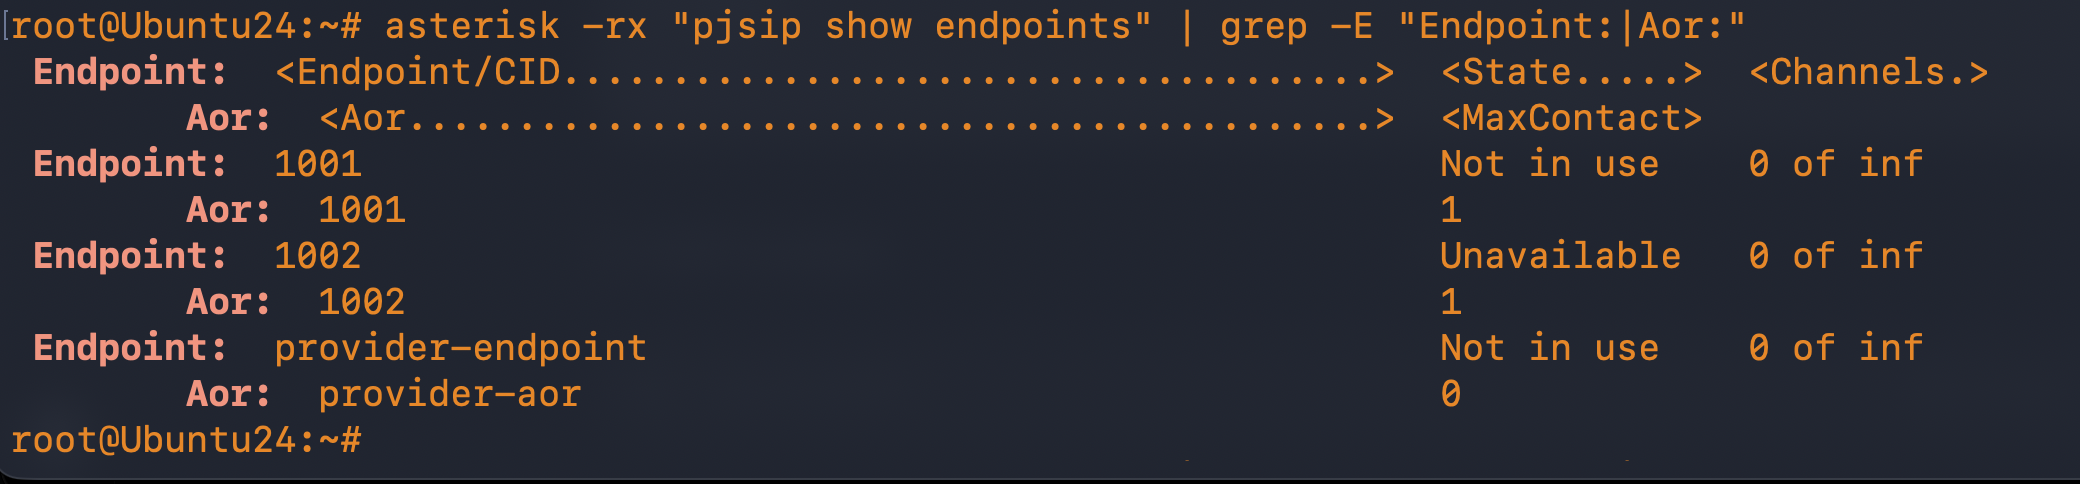 [root@Ubuntu24:~# asterisk -rx "pjsip show endpoints" | grep -E "Endpoint:|Aor:"
Endpoint:  <Endpoint/CID.....................................>  <State.....>  <Channels.>
Aor:  <Aor............................................>  <MaxContact>
Endpoint:  1001                                                 Not in use    0 of inf
Aor:  1001                                               1
Endpoint:  1002                                                 Unavailable   0 of inf
Aor:  1002                                               1
Endpoint:  provider-endpoint                                    Not in use    0 of inf
Aor:  provider-aor                                       0
root@Ubuntu24:~#